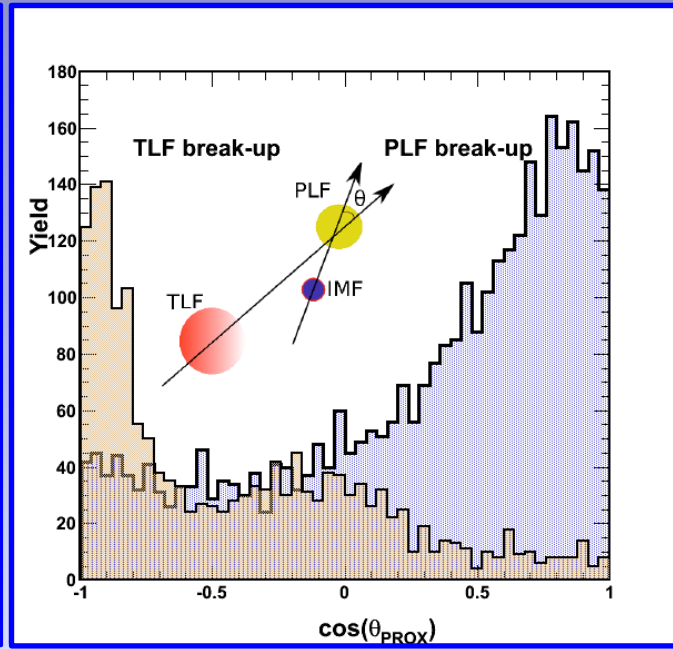 180
160
140
120
100
80
60
40
20
0
Yield
TLF break-up
PLF break-up
PLF
θ
TLF
IMF
-1
-0.5
0
0.5
1
cos(θPROX)